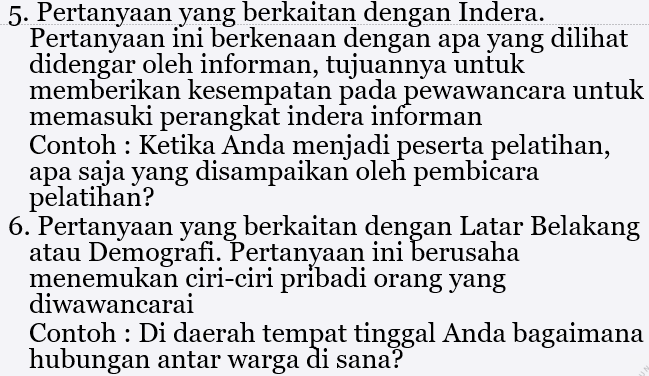 5. Pertanyaan yang berkaitan dengan Indera.
Pertanyaan ini berkenaan dengan apa yang dilihat
didengar oleh informan, tujuannya untuk
memberikan kesempatan pada pewawancara untuk
memasuki perangkat indera informan
Contoh : Ketika Anda menjadi peserta pelatihan,
apa saja yang disampaikan oleh pembicara
pelatihan?
6. Pertanyaan yang berkaitan dengan Latar Belakang
atau Demografi. Pertanyaan ini berusaha
menemukan ciri-ciri pribadi orang yang
diwawancarai
Contoh : Di daerah tempat tinggal Anda bagaimana
hubungan antar warga di sana?